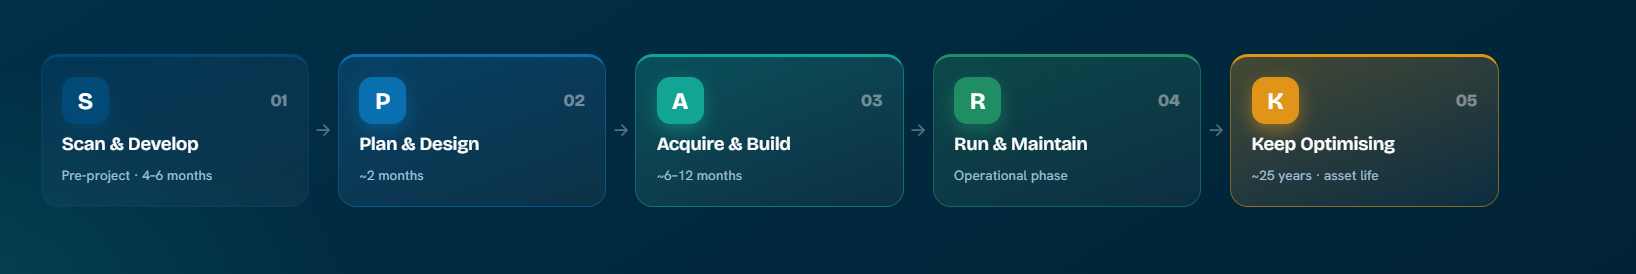 S 01
Scan & Develop
Pre-project · 4–6 months
→
P 02
Plan & Design
~2 months
→
A 03
Acquire & Build
~6–12 months
→
R 04
Run & Maintain
Operational phase
→
K 05
Keep Optimising
~25 years · asset life